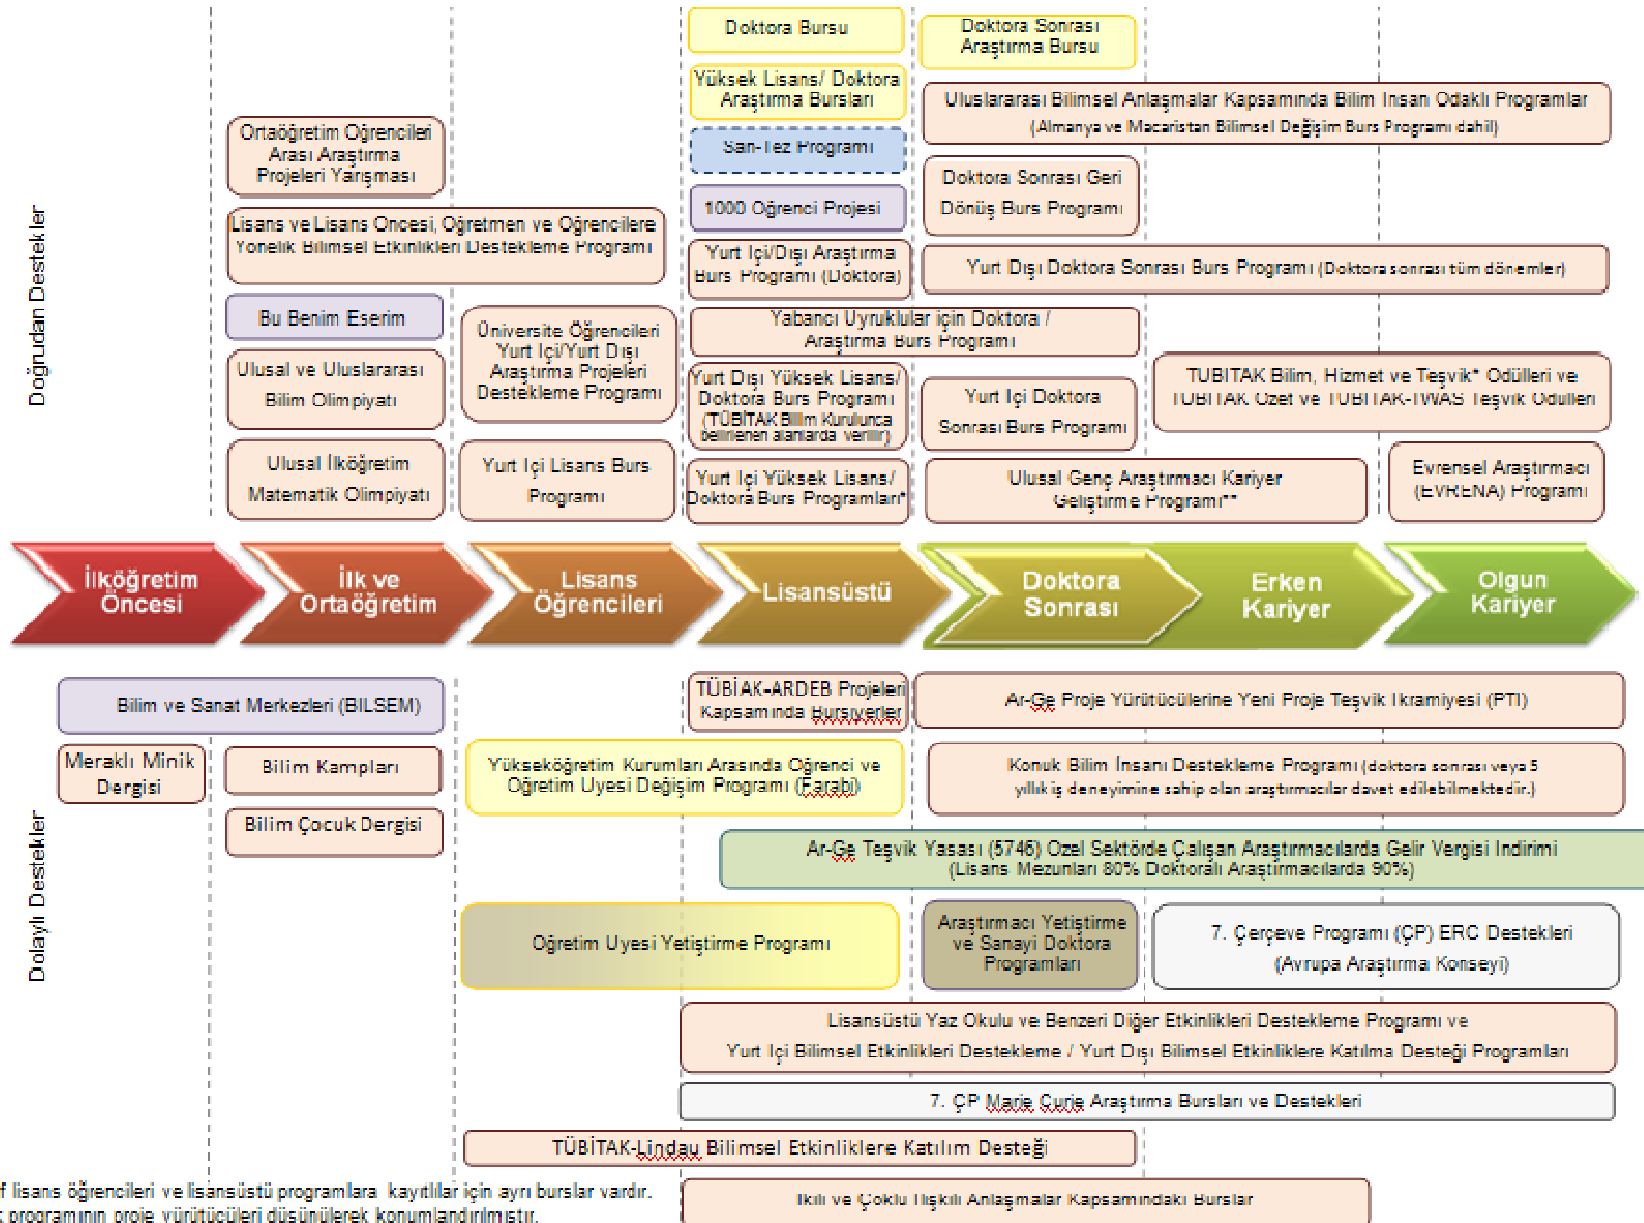 Doktora Bursu
Doktora Sonrası
Araştırma Bursu
Yüksek Lisans/ Doktora
Araştırma Bursları
Uluslararası Bilimsel Anlaşmalar Kapsamında Bilim İnsanı Odaklı Programlar
(Almanya ve Macaristan Bilimsel Değişim Burs Programı dahil)
Ortaöğretim Öğrencileri
Arası Araştırma
Projeleri Yarışması
San-Tez Programı
Doktora Sonrası Geri
Dönüş Burs Programı
1000 Öğrenci Projesi
Lisans ve Lisans Öncesi, Öğretmen ve Öğrencilere
Yönelik Bilimsel Etkinlikleri Destekleme Programı
Yurt İçi/Dışı Araştırma
Burs Programı (Doktora)
Yurt Dışı Doktora Sonrası Burs Programı (Doktora sonrası tüm dönemler)
Doğrudan Destekler
Bu Benim Eserim
Üniversite Öğrencileri
Yurt İçi/Yurt Dışı
Araştırma Projeleri
Destekleme Programı
Yabancı Uyruklular için Doktora /
Araştırma Burs Programı
Ulusal ve Uluslararası
Bilim Olimpiyatı
Yurt Dışı Yüksek Lisans/
Doktora Burs Programı
(TÜBİTAK Bilim Kurulunca
belirlenen alanlarda verilir)
Yurt İçi Doktora
Sonrası Burs Programı
TÜBİTAK Bilim, Hizmet ve Teşvik* Ödülleri ve
TÜBİTAK Özel ve TÜBİTAK-TWAS Teşvik Ödülleri
Ulusal İlköğretim
Matematik Olimpiyatı
Yurt İçi Lisans Burs
Programı
Yurt İçi Yüksek Lisans/
Doktora Burs Programları*
Ulusal Genç Araştırmacı Kariyer
Geliştirme Programı**
Evrensel Araştırmacı
(EVRENA) Programı
İlköğretim
Öncesi
İlk ve
Ortaöğretim
Lisans
Öğrencileri
Lisansüstü
Doktora
Sonrası
Erken
Kariyer
Olgun
Kariyer
Bilim ve Sanat Merkezleri (BİLSEM)
TÜBİAK-ARDEB Projeleri
Kapsamında Bursiyerler
Ar-Ge Proje Yürütücülerine Yeni Proje Teşvik İkramiyesi (PTI)
Meraklı Minik
Dergisi
Bilim Kampları
Yükseköğretim Kurumları Arasında Öğrenci ve
Öğretim Üyesi Değişim Programı (Farabi)
Konuk Bilim İnsanı Destekleme Programı (doktora sonrası veya 5
yıllık iş deneyimine sahip olan araştırmacılar davet edilebilmektedir.)
Bilim Çocuk Dergisi
Dolaylı Destekler
Ar-Ge Teşvik Yasası (5746) Özel Sektörde Çalışan Araştırmacılarda Gelir Vergisi İndirimi
(Lisans Mezunları 80% Doktoralı Araştırmacılarda 90%)
Öğretim Üyesi Yetiştirme Programı
Araştırmacı Yetiştirme
ve Sanayi Doktora
Programları
7. Çerçeve Programı (ÇP) ERC Destekleri
(Avrupa Araştırma Konseyi)
Lisansüstü Yaz Okulu ve Benzeri Diğer Etkinlikleri Destekleme Programı ve
Yurt İçi Bilimsel Etkinlikleri Destekleme / Yurt Dışı Bilimsel Etkinliklere Katılma Desteği Programları
7. ÇP Marie Curie Araştırma Bursları ve Destekleri
TÜBİTAK-Lindau Bilimsel Etkinliklere Katılım Desteği
İkili ve Çoklu İlişkili Anlaşmalar Kapsamındaki Burslar
f lisans öğrencileri ve lisansüstü programlara kayıtlılar için ayrı burslar vardır.
programının proje yürütücüleri düşünülerek konumlandırılmıştır.